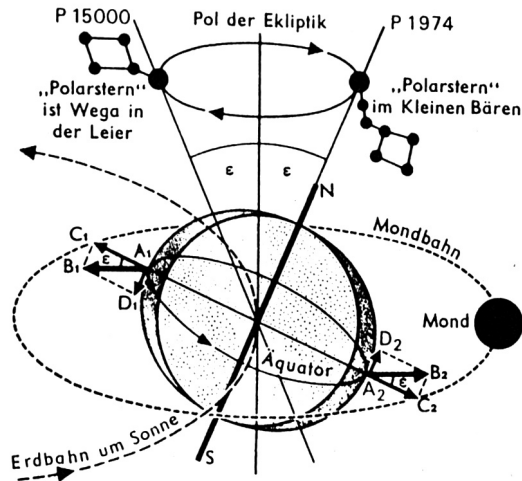 P 15000
Pol der Ekliptik
P 1974
„Polarstern“
ist Wega in
der Leier
„Polarstern“
im Kleinen Bären
ε
ε
N
Mondbahn
C₁
A₁
ε
B₁
D₁
Mond
D₂
Äquator
A₂
ε
B₂
C₂
S
Erdbahn um Sonne